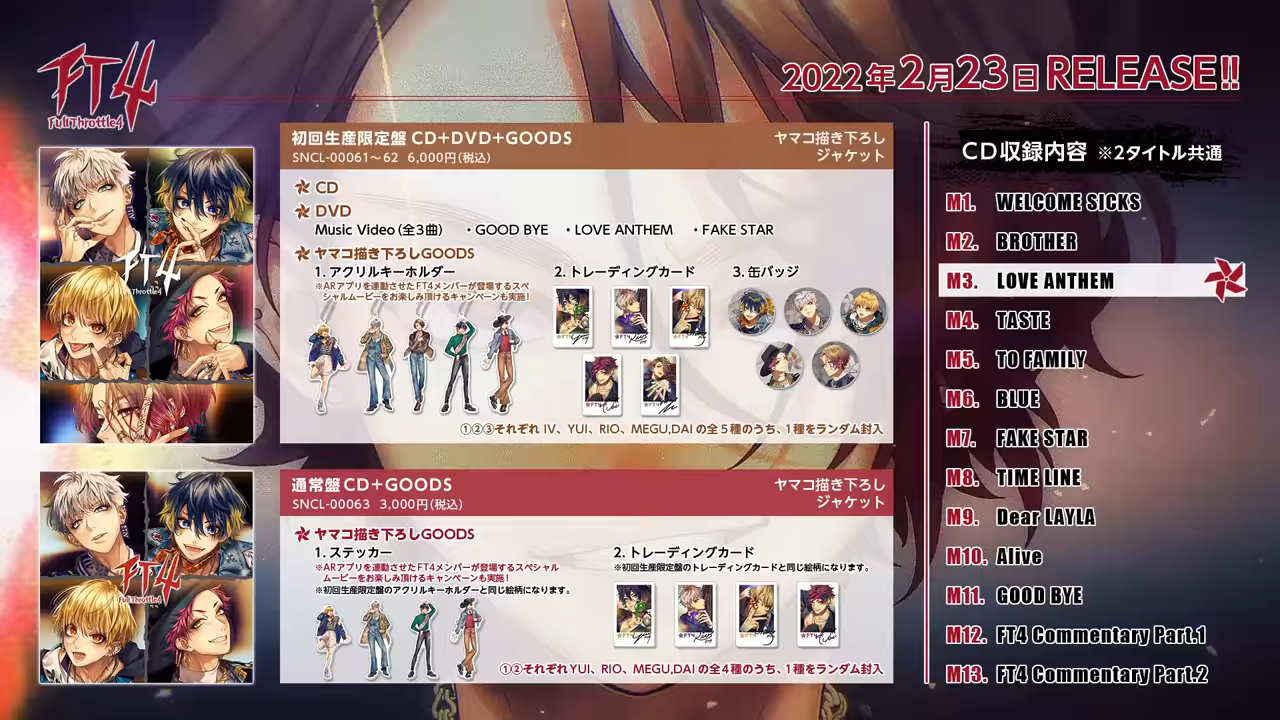 FT4
FullThrottle4
2022年2月23日 RELEASE!!
初回生産限定盤 CD+DVD+GOODS
SNCL-00061～62 6,000円(税込)
ヤマコ描き下ろし
ジャケット
CD
DVD
Music Video(全3曲) ・GOOD BYE ・LOVE ANTHEM ・FAKE STAR
ヤマコ描き下ろしGOODS
1. アクリルキーホルダー
※ARアプリを連動させたFT4メンバーが登場するスペ
シャルムービーをお楽しみ頂けるキャンペーンも実施!
2. トレーディングカード
3. 缶バッジ
①②③それぞれ IV、YUI、RIO、MEGU,DAI の全5種のうち、1種をランダム封入
FT4
FullThrottle4
通常盤 CD+GOODS
SNCL-00063 3,000円(税込)
ヤマコ描き下ろし
ジャケット
ヤマコ描き下ろしGOODS
1. ステッカー
※ARアプリを連動させたFT4メンバーが登場するスペシャル
ムービーをお楽しみ頂けるキャンペーンも実施!
※初回生産限定盤のアクリルキーホルダーと同じ絵柄になります。
2. トレーディングカード
※初回生産限定盤のトレーディングカードと同じ絵柄になります。
①②それぞれYUI、RIO、MEGU,DAI の全4種のうち、1種をランダム封入
FT4
FullThrottle4
CD収録内容 ※2タイトル共通
M1. WELCOME SICKS
M2. BROTHER
M3. LOVE ANTHEM
M4. TASTE
M5. TO FAMILY
M6. BLUE
M7. FAKE STAR
M8. TIME LINE
M9. Dear LAYLA
M10. Alive
M11. GOOD BYE
M12. FT4 Commentary Part.1
M13. FT4 Commentary Part.2